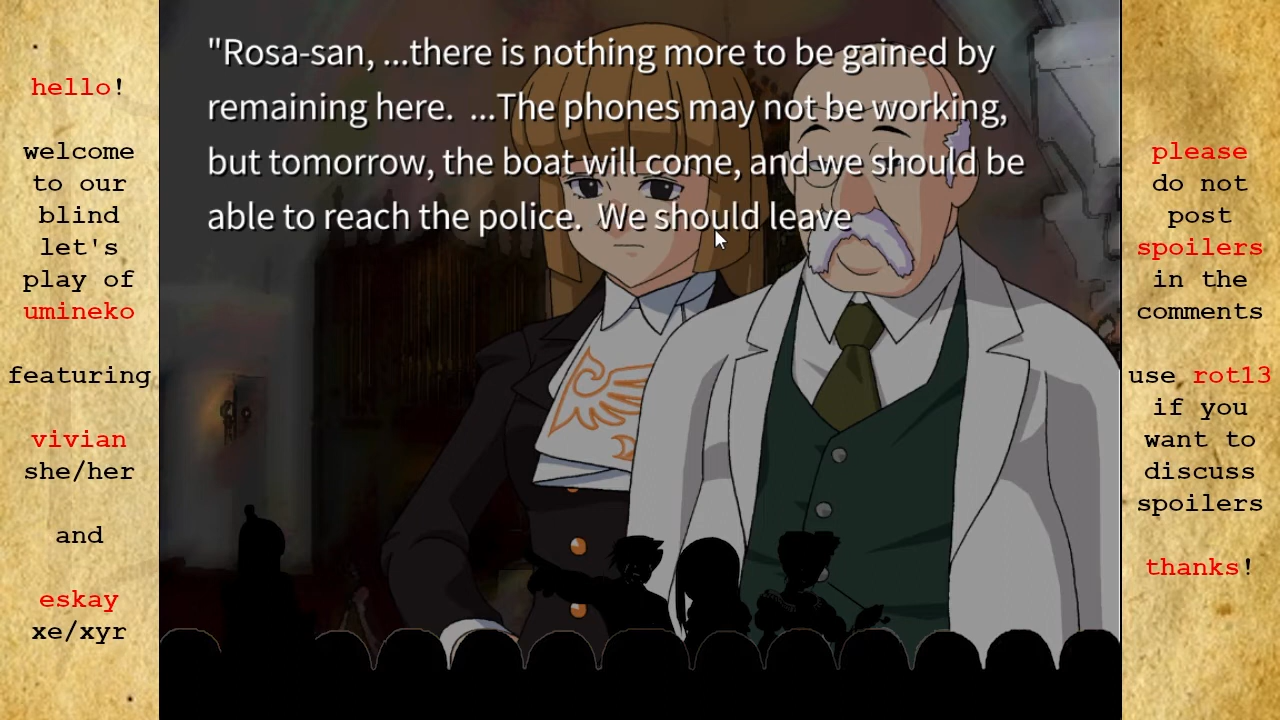 hello!
welcome
to our
blind
let's
play of
umineko
featuring
vivian
she/her
and
eskay
xe/xyr
"Rosa-san, ...there is nothing more to be gained by
remaining here.  ...The phones may not be working,
but tomorrow, the boat will come, and we should be
able to reach the police.  We should leave
please
do not
post
spoilers
in the
comments
use rot13
if you
want to
discuss
spoilers
thanks!